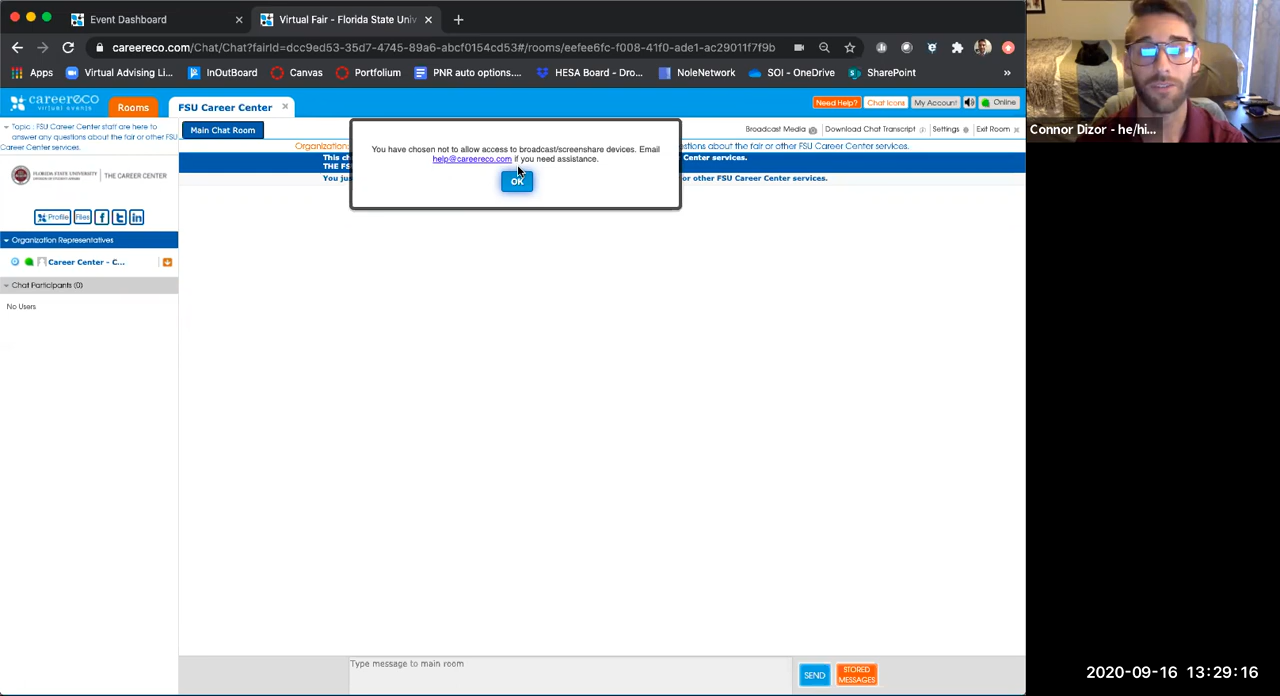 Event Dashboard
Virtual Fair - Florida State Univ
careereco.com/Chat/Chat?fairId=dcc9ed53-35d7-4745-89a6-abcf0154cd53#/rooms/eefee6fc-f008-41f0-ade1-ac29011f7f9b
Apps Virtual Advising Li... InOutBoard Canvas Portfolium PNR auto options.... HESA Board - Dro... NoleNetwork SOI - OneDrive SharePoint »
careereco virtual events Rooms FSU Career Center Need Help? Chat Icons My Account Online
Topic : FSU Career Center staff are here to answer any questions about the fair or other FSU Career Center services.
Main Chat Room Broadcast Media Download Chat Transcript Settings Exit Room
Organization: estions about the fair or other FSU Career Center services.
This ch Center services.
THE FS
You jus or other FSU Career Center services.
You have chosen not to allow access to broadcast/screenshare devices. Email
help@careereco.com if you need assistance.
OK
FLORIDA STATE UNIVERSITY THE CAREER CENTER
Profile Files
Organization Representatives
Career Center - C...
Chat Participants (0)
No Users
Type message to main room
SEND
STORED MESSAGES
Connor Dizor - he/hi...
2020-09-16 13:29:16